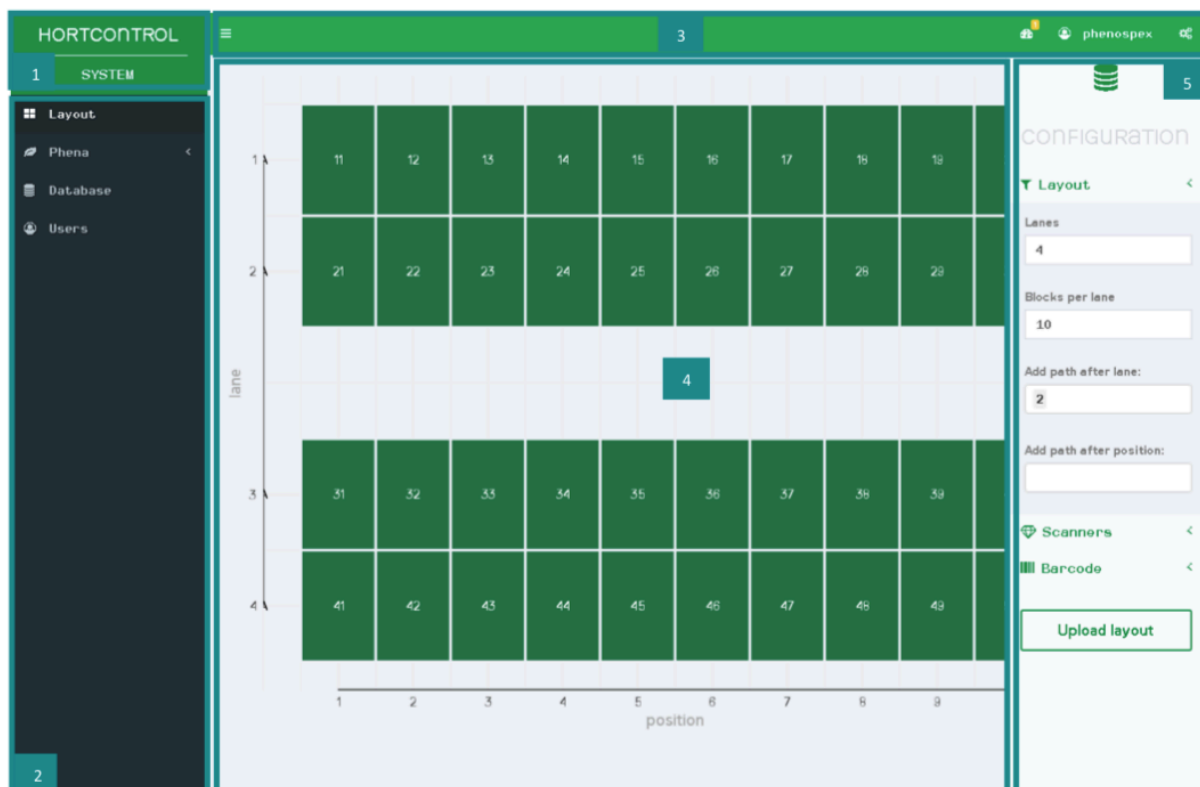 HORTCONTROL
SYSTEM
1
3
1
phenospex
5
Layout
Phena
Database
Users
2
1
11 12 13 14 15 16 17 18 19
2
21 22 23 24 25 26 27 28 29
lane
4
3
31 32 33 34 35 36 37 38 39
4
41 42 43 44 45 46 47 48 49
1 2 3 4 5 6 7 8 9
position
CONFIGURATION
Layout
Lanes
4
Blocks per lane
10
Add path after lane:
2
Add path after position:
Scanners
Barcode
Upload layout